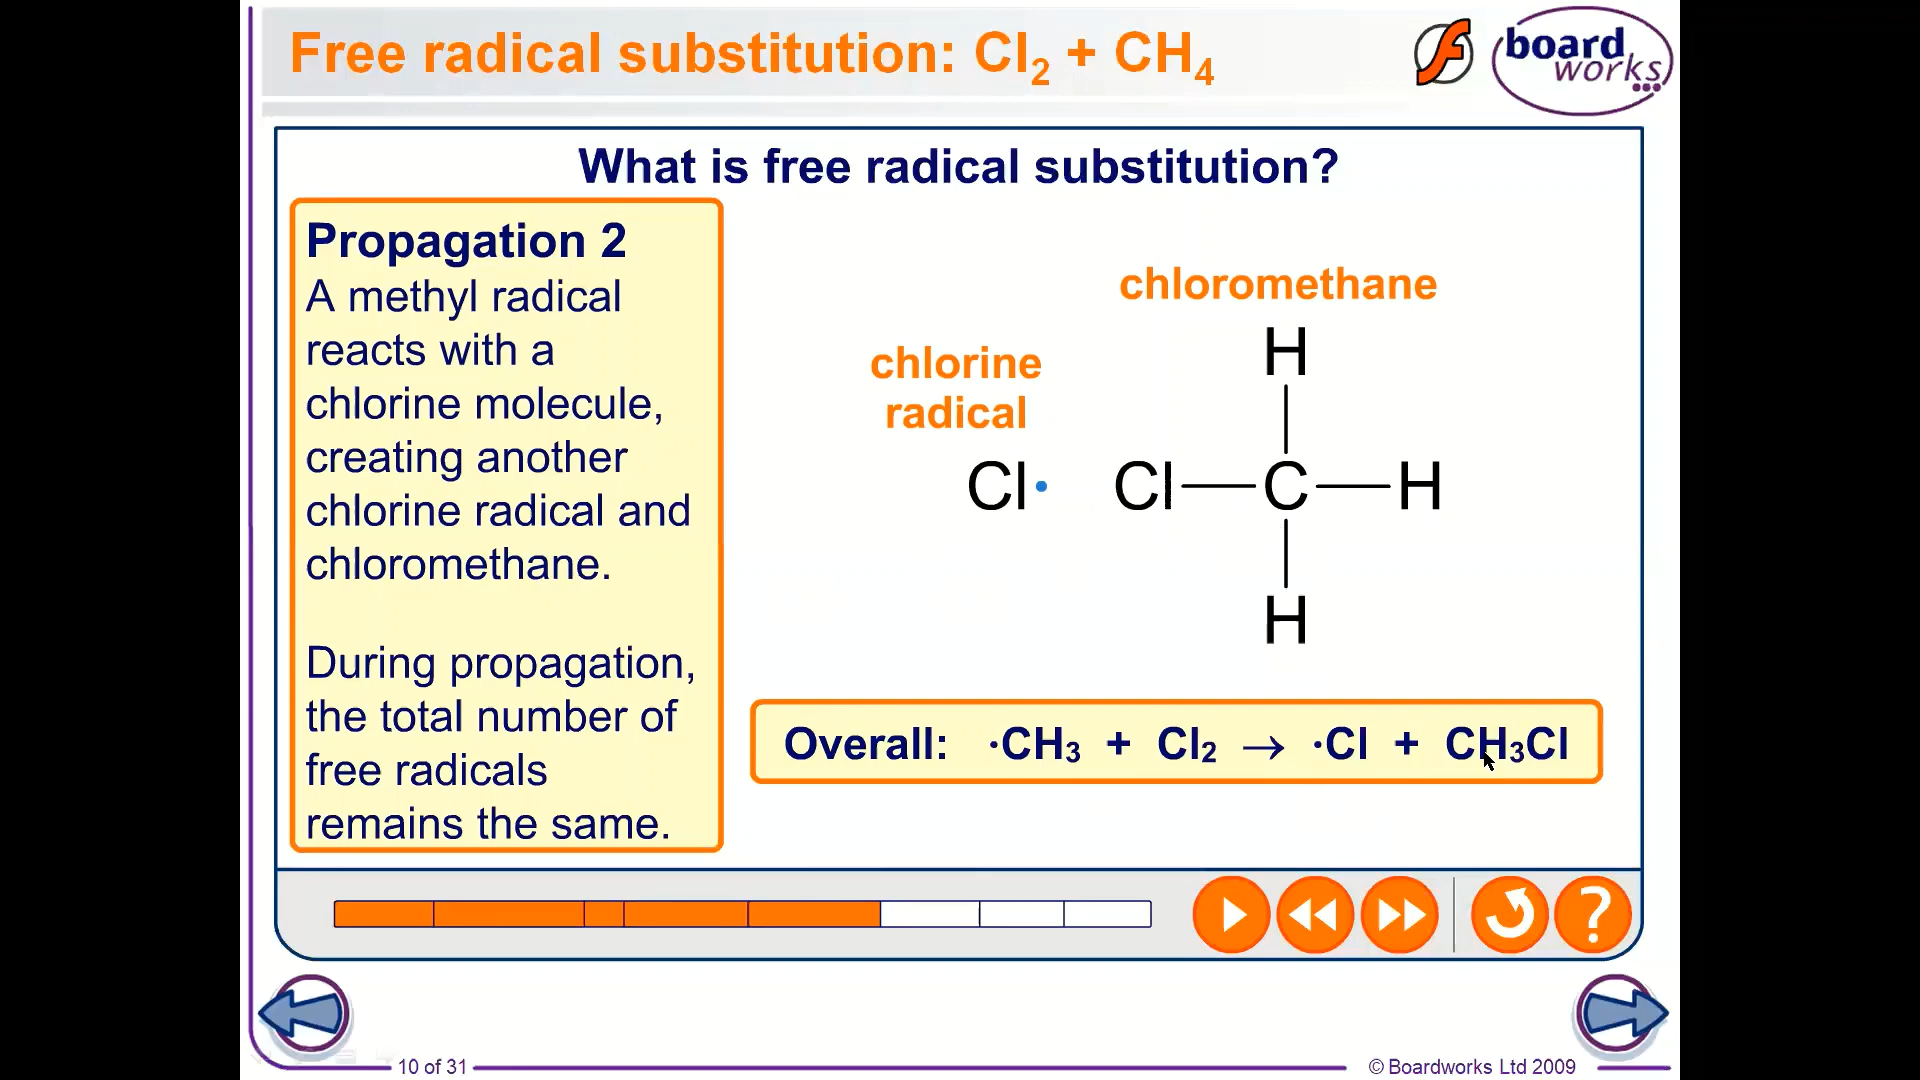 Free radical substitution: Cl₂ + CH₄
board
works
What is free radical substitution?
Propagation 2
A methyl radical
reacts with a
chlorine molecule,
creating another
chlorine radical and
chloromethane.
During propagation,
the total number of
free radicals
remains the same.
chloromethane
chlorine
radical
H
Cl· Cl—C—H
H
Overall: ·CH₃ + Cl₂ → ·Cl + CH₃Cl
?
10 of 31
© Boardworks Ltd 2009